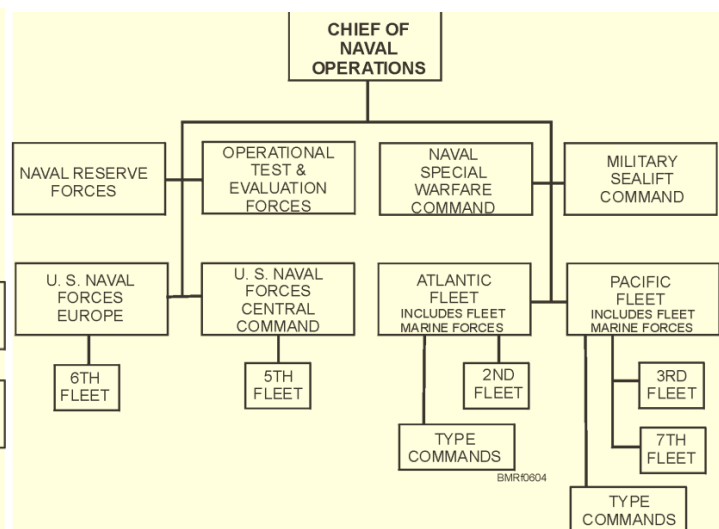 CHIEF OF
NAVAL
OPERATIONS
NAVAL RESERVE
FORCES
OPERATIONAL
TEST &
EVALUATION
FORCES
NAVAL
SPECIAL
WARFARE
COMMAND
MILITARY
SEALIFT
COMMAND
U. S. NAVAL
FORCES
EUROPE
U. S. NAVAL
FORCES
CENTRAL
COMMAND
ATLANTIC
FLEET
INCLUDES FLEET
MARINE FORCES
PACIFIC
FLEET
INCLUDES FLEET
MARINE FORCES
6TH
FLEET
5TH
FLEET
2ND
FLEET
3RD
FLEET
TYPE
COMMANDS
7TH
FLEET
BMRf0604
TYPE
COMMANDS